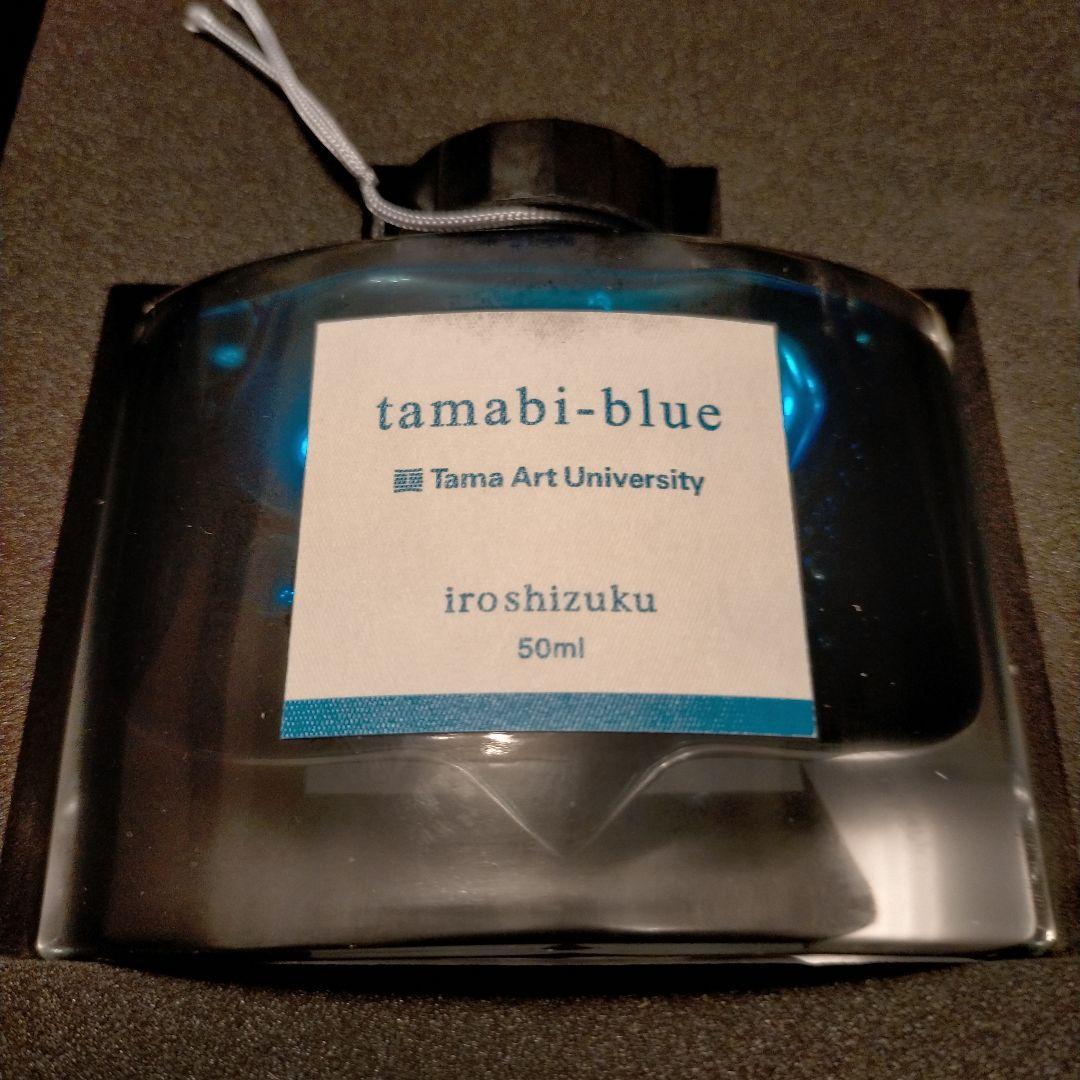 tamabi-blue
Tama Art University
iroshizuku
50ml